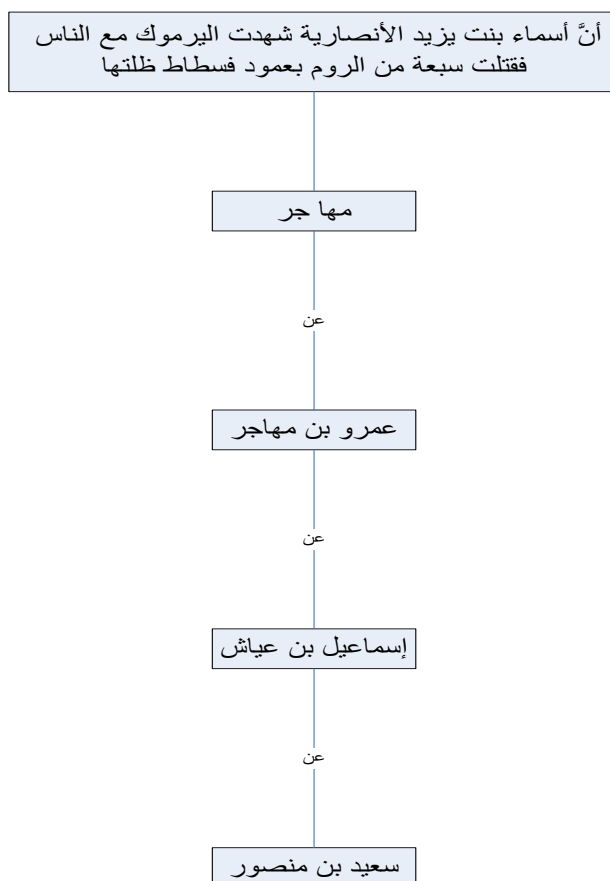 أنَّ أسماء بنت يزيد الأنصارية شهدت اليرموك مع الناس
فقتلت سبعة من الروم بعمود فسطاط ظلتها
مها جر
عن
عمرو بن مهاجر
عن
إسماعيل بن عياش
عن
سعيد بن منصور